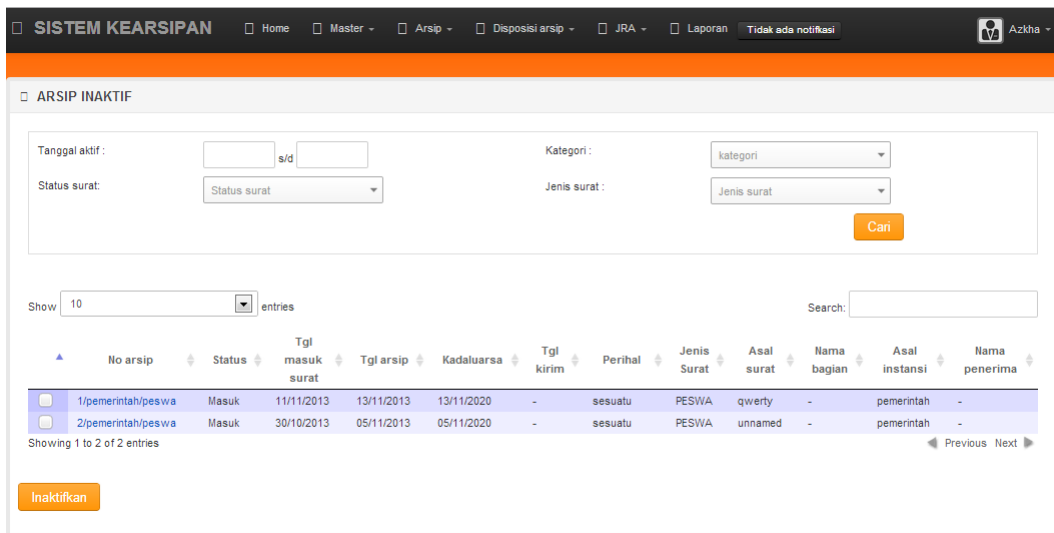 SISTEM KEARSIPAN Home Master Arsip Disposisi arsip JRA Laporan Tidak ada notifkasi Azkha
ARSIP INAKTIF
Tanggal aktif : s/d Kategori : kategori
Status surat: Status surat Jenis surat : Jenis surat
Cari
Show 10 entries Search:
No arsip Status Tgl masuk surat Tgl arsip Kadaluarsa Tgl kirim Perihal Jenis Surat Asal surat Nama bagian Asal instansi Nama penerima
1/pemerintah/peswa Masuk 11/11/2013 13/11/2013 13/11/2020 - sesuatu PESWA qwerty - pemerintah -
2/pemerintah/peswa Masuk 30/10/2013 05/11/2013 05/11/2020 - sesuatu PESWA unnamed - pemerintah -
Showing 1 to 2 of 2 entries Previous Next
Inaktifkan